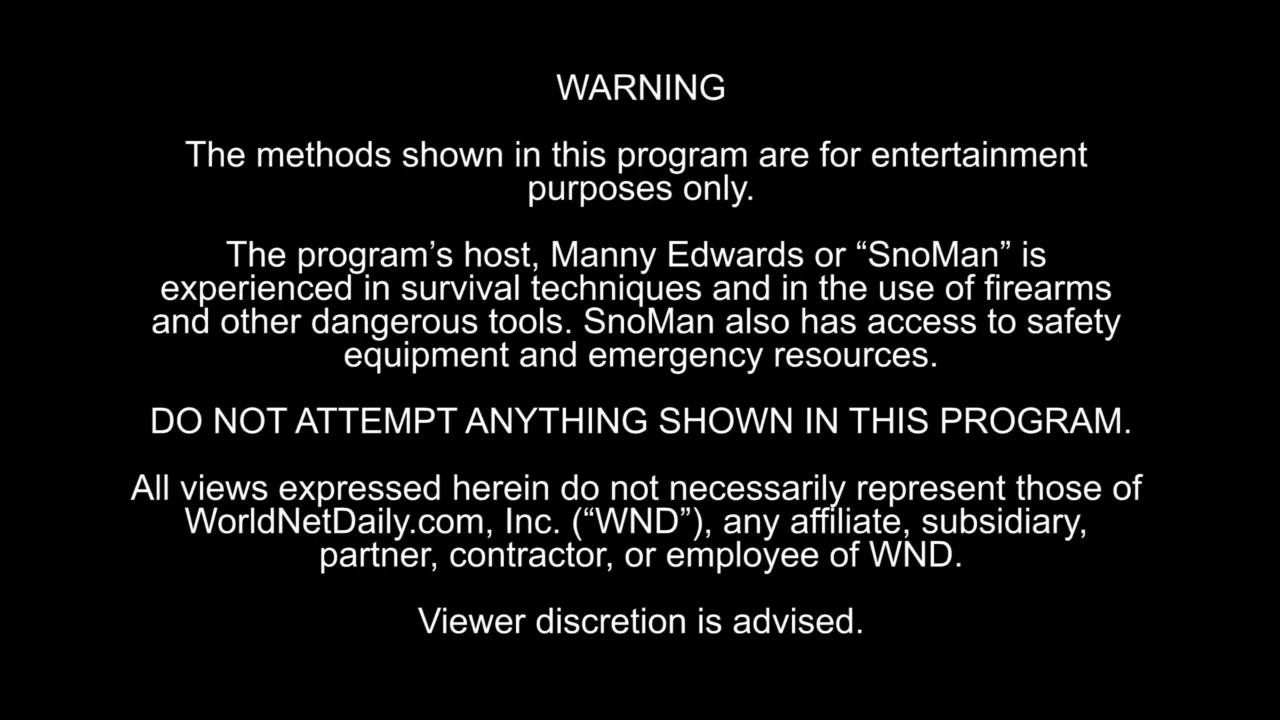 WARNING
The methods shown in this program are for entertainment
purposes only.
The program’s host, Manny Edwards or “SnoMan” is
experienced in survival techniques and in the use of firearms
and other dangerous tools. SnoMan also has access to safety
equipment and emergency resources.
DO NOT ATTEMPT ANYTHING SHOWN IN THIS PROGRAM.
All views expressed herein do not necessarily represent those of
WorldNetDaily.com, Inc. (“WND”), any affiliate, subsidiary,
partner, contractor, or employee of WND.
Viewer discretion is advised.